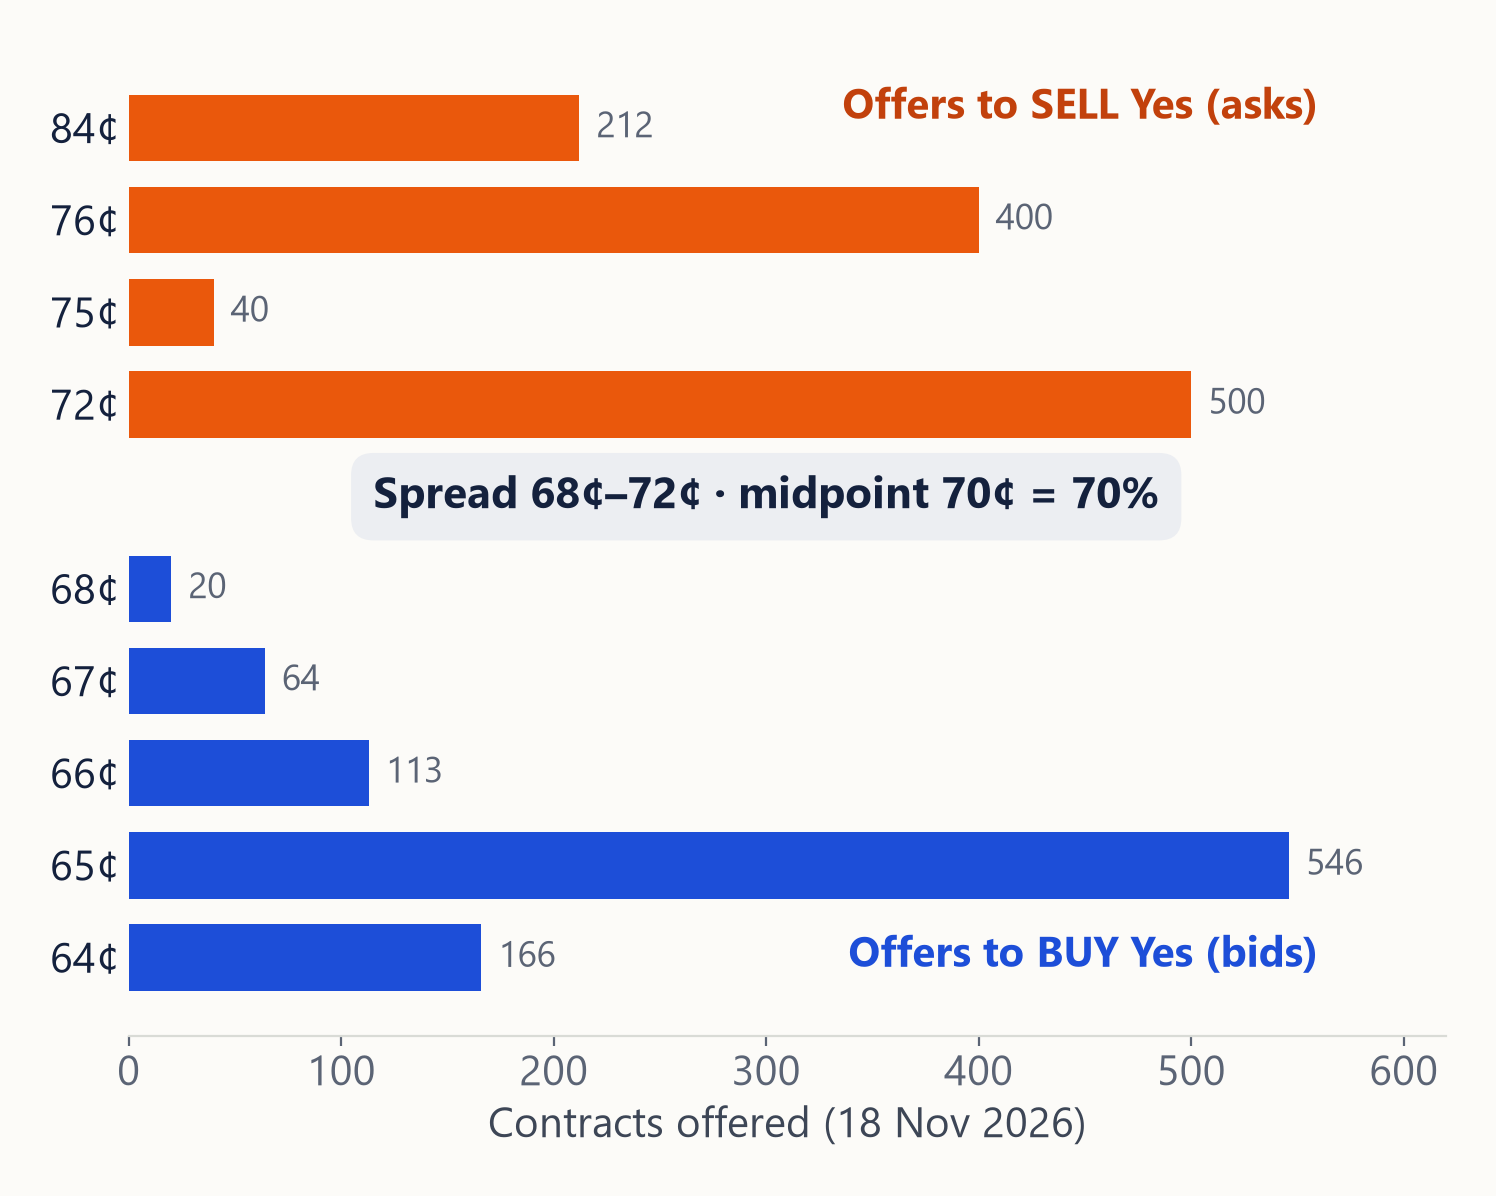 Offers to SELL Yes (asks)
84¢ 212
76¢ 400
75¢ 40
72¢ 500
Spread 68¢–72¢ · midpoint 70¢ = 70%
68¢ 20
67¢ 64
66¢ 113
65¢ 546
64¢ 166
Offers to BUY Yes (bids)
0 100 200 300 400 500 600
Contracts offered (18 Nov 2026)